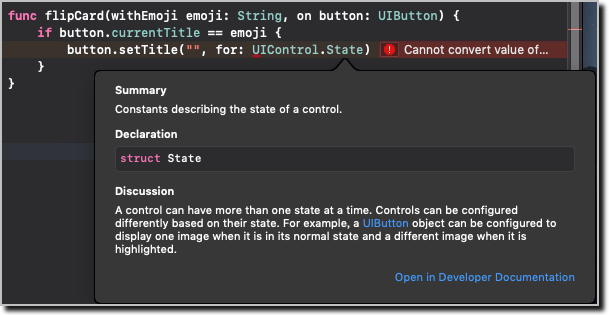 func flipCard(withEmoji emoji: String, on button: UIButton) {
if button.currentTitle == emoji {
button.setTitle("", for: UIControl.State) Cannot convert value of…
}
}
Summary
Constants describing the state of a control.
Declaration
struct State
Discussion
A control can have more than one state at a time. Controls can be configured
differently based on their state. For example, a UIButton object can be configured to
display one image when it is in its normal state and a different image when it is
highlighted.
Open in Developer Documentation